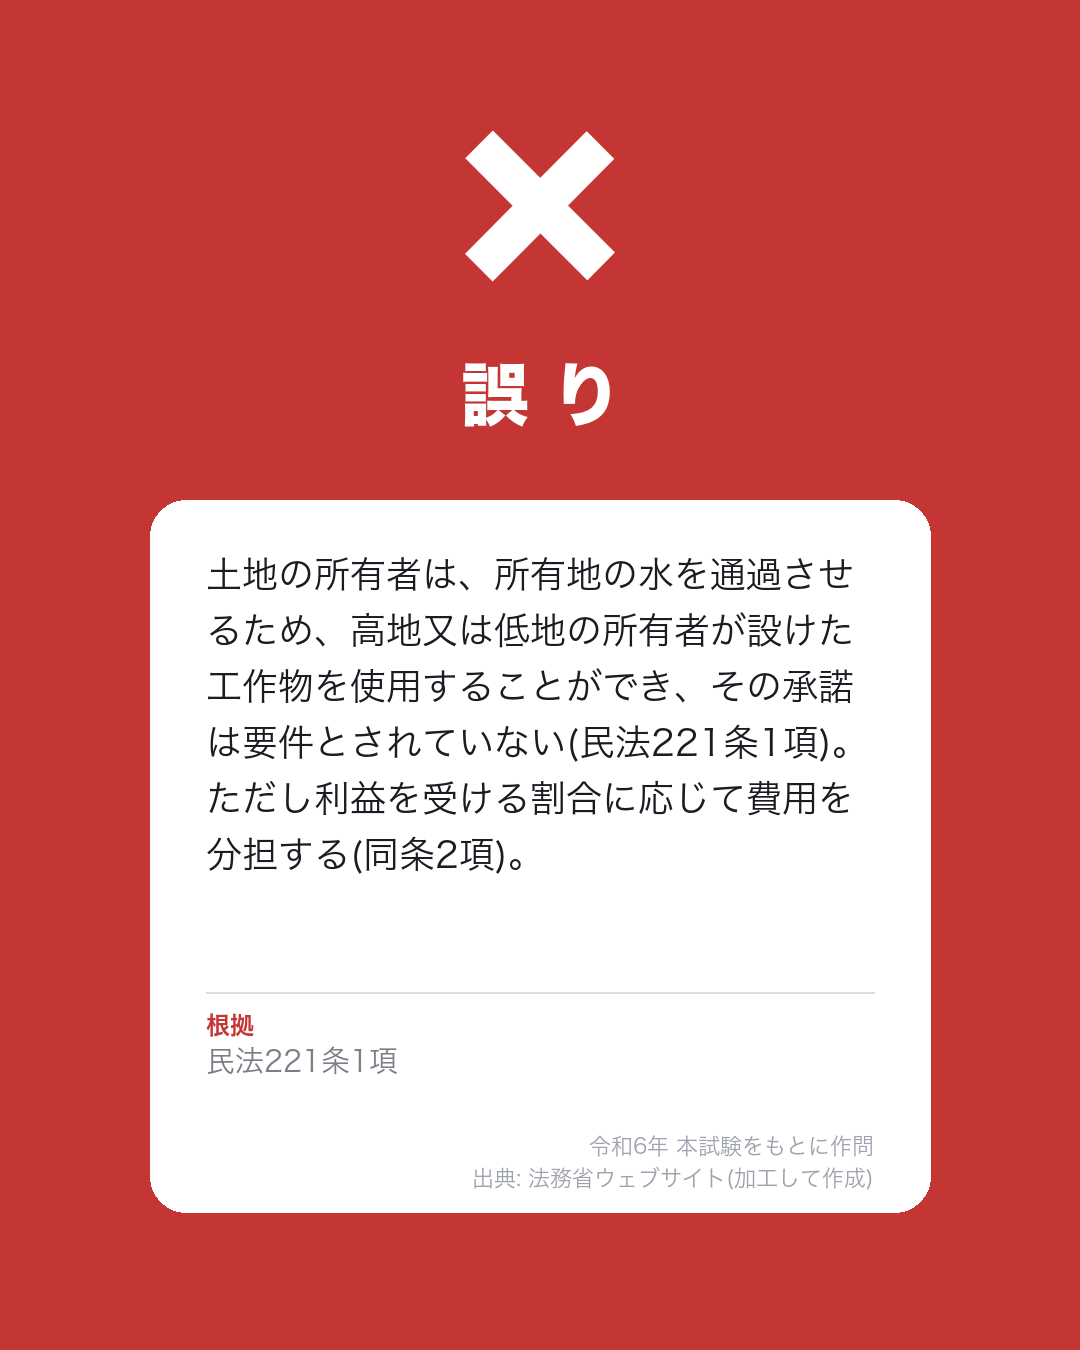 誤り
土地の所有者は、所有地の水を通過させ
るため、高地又は低地の所有者が設けた
工作物を使用することができ、その承諾
は要件とされていない(民法221条1項)。
ただし利益を受ける割合に応じて費用を
分担する(同条2項)。
根拠
民法221条1項
令和6年 本試験をもとに作問
出典: 法務省ウェブサイト(加工して作成)